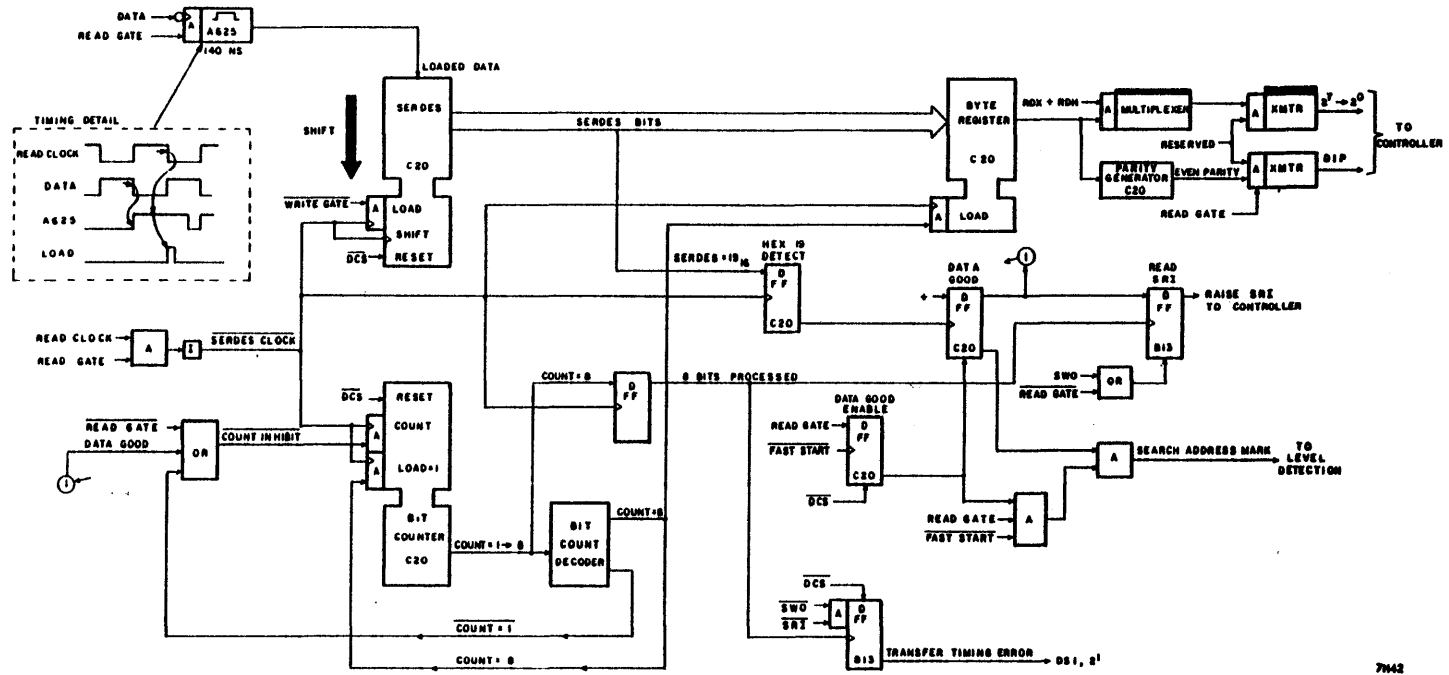 DATA
READ GATE
A
A625
140 NS
LOADED DATA
TIMING DETAIL
READ CLOCK
DATA
A625
LOAD
SHIFT
SERDES
C20
WRITE GATE
A
LOAD
SHIFT
DCS
RESET
SERDES BITS
BYTE
REGISTER
C20
A
LOAD
RDX + RDH
A
MULTIPLEXER
A
XMTR
2⁷ → 2⁰
RESERVED
PARITY
GENERATOR
C20
EVEN PARITY
A
XMTR
DIP
READ GATE
TO
CONTROLLER
SERDES = 19₁₆
HEX 19
DETECT
D
FF
C20
DATA
GOOD
+
D
FF
C20
1
READ
SRI
D
FF
B13
RAISE SRI
TO CONTROLLER
SWO
READ GATE
OR
READ CLOCK
READ GATE
A
I
SERDES CLOCK
READ GATE
DATA GOOD
OR
COUNT INHIBIT
1
DCS
RESET
A
COUNT
A
LOAD=1
BIT
COUNTER
C20
COUNT = 1 → 8
COUNT = 8
D
FF
8 BITS PROCESSED
BIT
COUNT
DECODER
COUNT=8
DATA GOOD
ENABLE
READ GATE
FAST START
D
FF
C20
DCS
READ GATE
FAST START
A
A
SEARCH ADDRESS MARK
TO
LEVEL
DETECTION
DCS
SWO
SRI
A
D
FF
B13
TRANSFER TIMING ERROR
DS1, 2¹
COUNT = 1
COUNT = 8
7H42